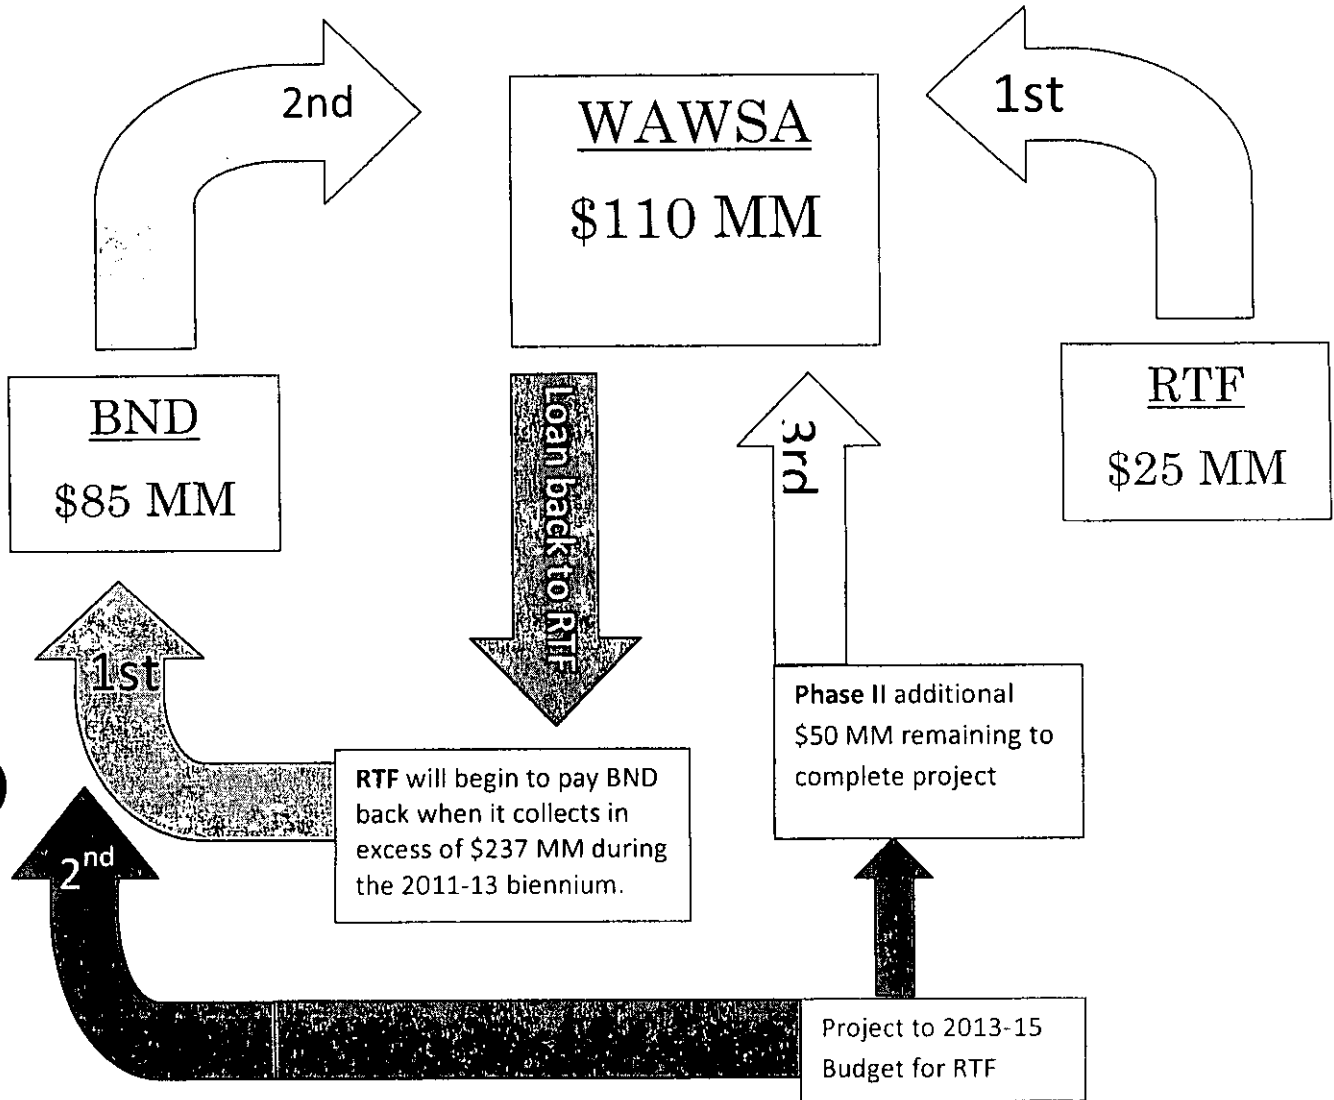 2nd
WAWSA
$110 MM
1st
BND
$85 MM
RTF
$25 MM
Loan back to RTF
3rd
1st
RTF will begin to pay BND
back when it collects in
excess of $237 MM during
the 2011-13 biennium.
Phase II additional
$50 MM remaining to
complete project
2nd
Project to 2013-15
Budget for RTF